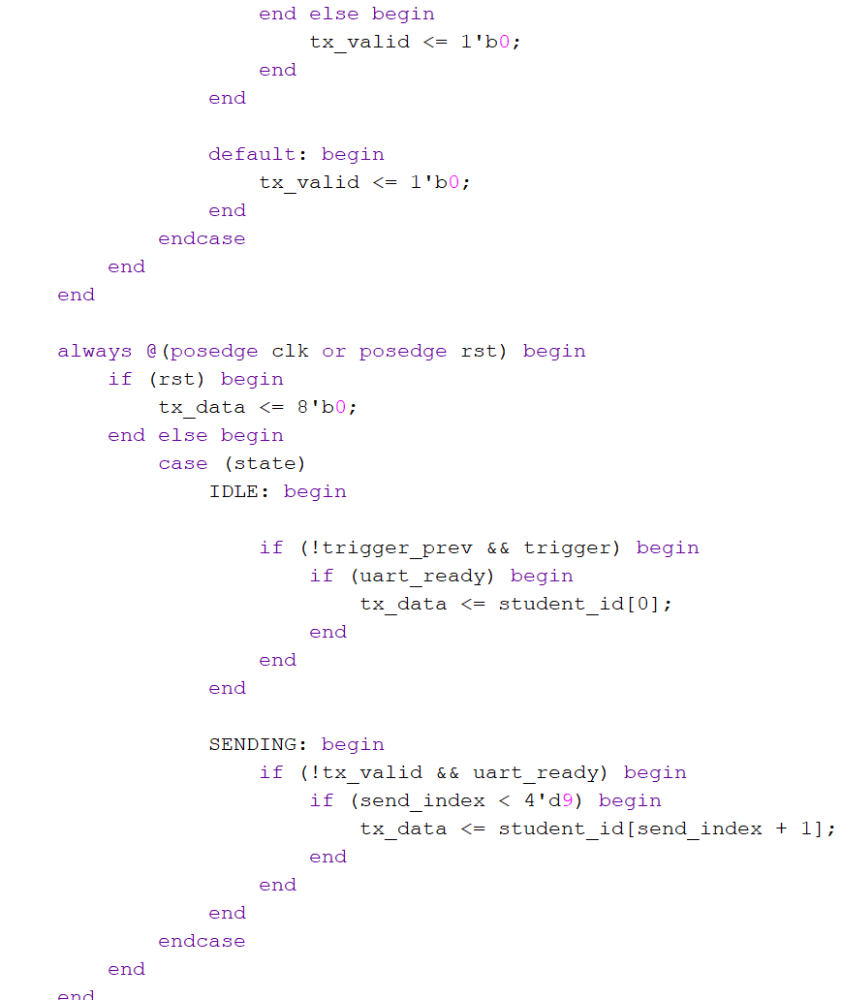 end else begin
tx_valid <= 1'b0;
end
end
default: begin
tx_valid <= 1'b0;
end
endcase
end
end
always @(posedge clk or posedge rst) begin
if (rst) begin
tx_data <= 8'b0;
end else begin
case (state)
IDLE: begin
if (!trigger_prev && trigger) begin
if (uart_ready) begin
tx_data <= student_id[0];
end
end
end
SENDING: begin
if (!tx_valid && uart_ready) begin
if (send_index < 4'd9) begin
tx_data <= student_id[send_index + 1];
end
end
end
endcase
end
end